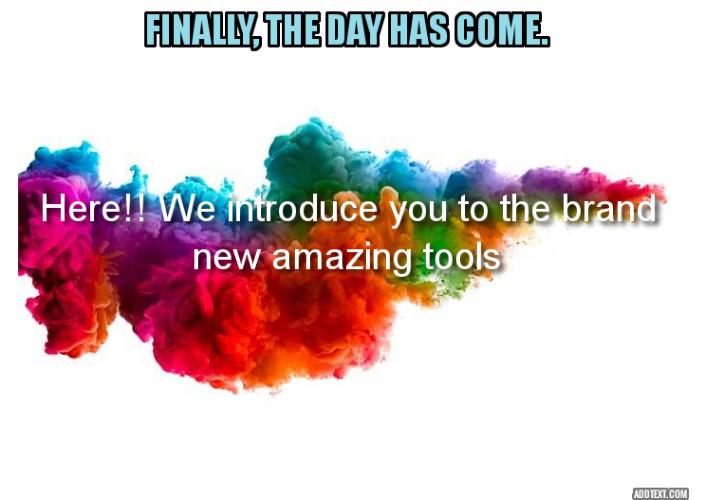 FINALLY, THE DAY HAS COME.
Here!! We introduce you to the brand
new amazing tools
ADDTEXT.COM